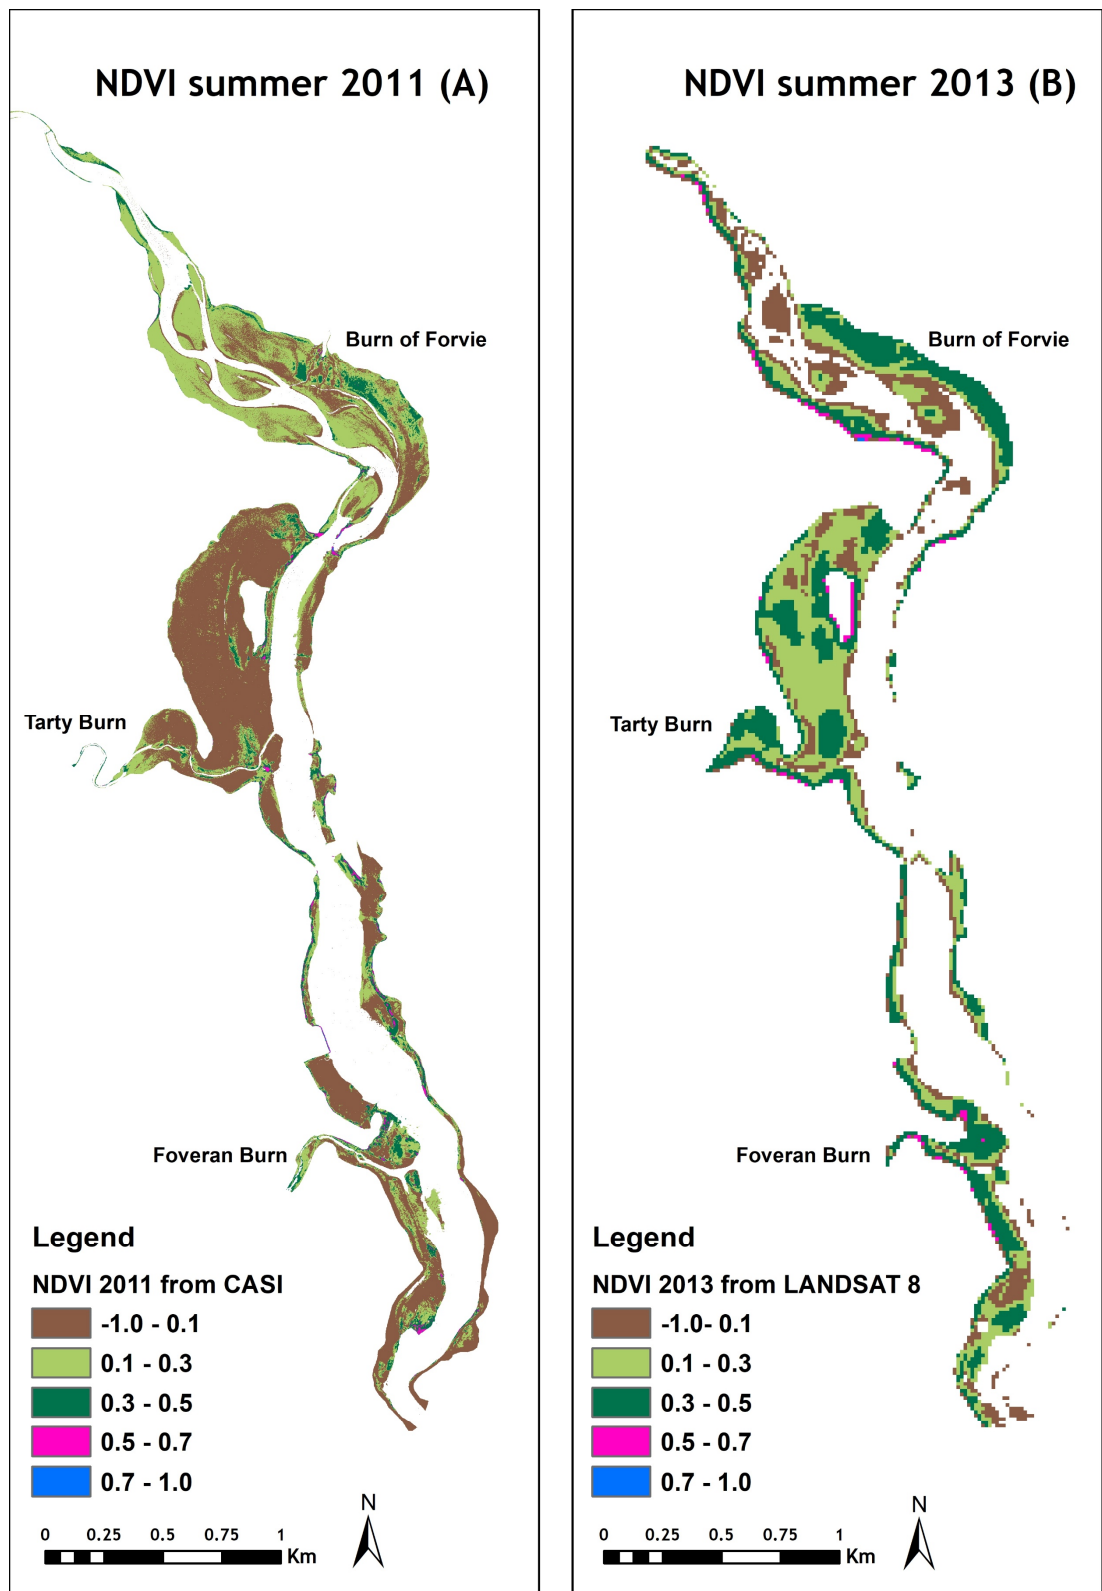 NDVI summer 2011 (A)
Burn of Forvie
Tarty Burn
Foveran Burn
Legend
NDVI 2011 from CASI
-1.0 - 0.1
0.1 - 0.3
0.3 - 0.5
0.5 - 0.7
0.7 - 1.0
N
0 0.25 0.5 0.75 1
Km
NDVI summer 2013 (B)
Burn of Forvie
Tarty Burn
Foveran Burn
Legend
NDVI 2013 from LANDSAT 8
-1.0- 0.1
0.1 - 0.3
0.3 - 0.5
0.5 - 0.7
0.7 - 1.0
N
0 0.25 0.5 0.75 1
Km